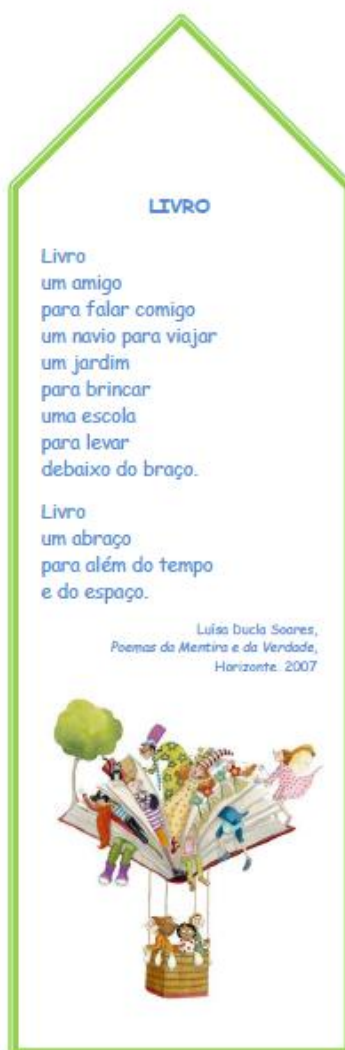 LIVRO
Livro
um amigo
para falar comigo
um navio para viajar
um jardim
para brincar
uma escola
para levar
debaixo do braço.
Livro
um abraço
para além do tempo
e do espaço.
Luísa Ducla Soares,
Poemas da Mentira e da Verdade,
Horizonte. 2007